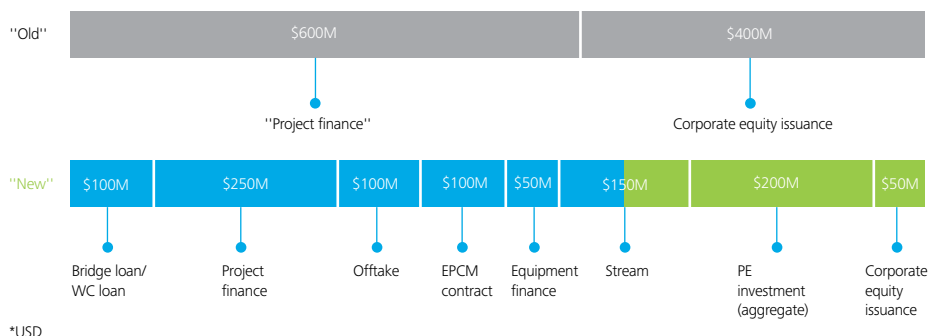 ''Old''
$600M
$400M
''Project finance''
Corporate equity issuance
''New''
$100M
$250M
$100M
$100M
$50M
$150M
$200M
$50M
Bridge loan/
WC loan
Project
finance
Offtake
EPCM
contract
Equipment
finance
Stream
PE
investment
(aggregate)
Corporate
equity
issuance
*USD